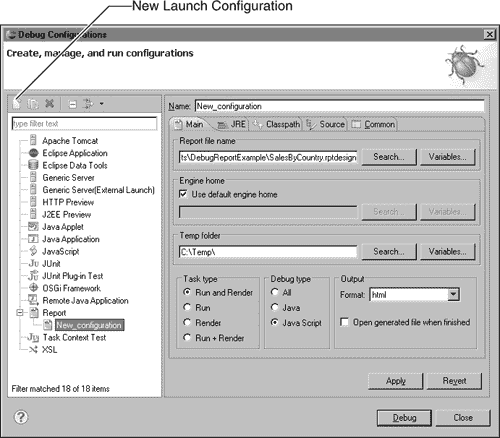 New Launch Configuration
Debug Configurations
Create, manage, and run configurations
type filter text
Apache Tomcat
Eclipse Application
Eclipse Data Tools
Generic Server
Generic Server(External Launch)
HTTP Preview
J2EE Preview
Java Applet
Java Application
JavaScript
JUnit
JUnit Plug-in Test
OSGi Framework
Remote Java Application
Report
New_configuration
Task Context Test
XSL
Filter matched 18 of 18 items
Name: New_configuration
Main JRE Classpath Source Common
Report file name
ts\DebugReportExample\SalesByCountry.rptdesign Search... Variables...
Engine home
Use default engine home
Search... Variables...
Temp folder
C:\Temp\ Search... Variables...
Task type
Run and Render
Run
Render
Run + Render
Debug type
All
Java
Java Script
Output
Format: html
Open generated file when finished
Apply Revert
Debug Close